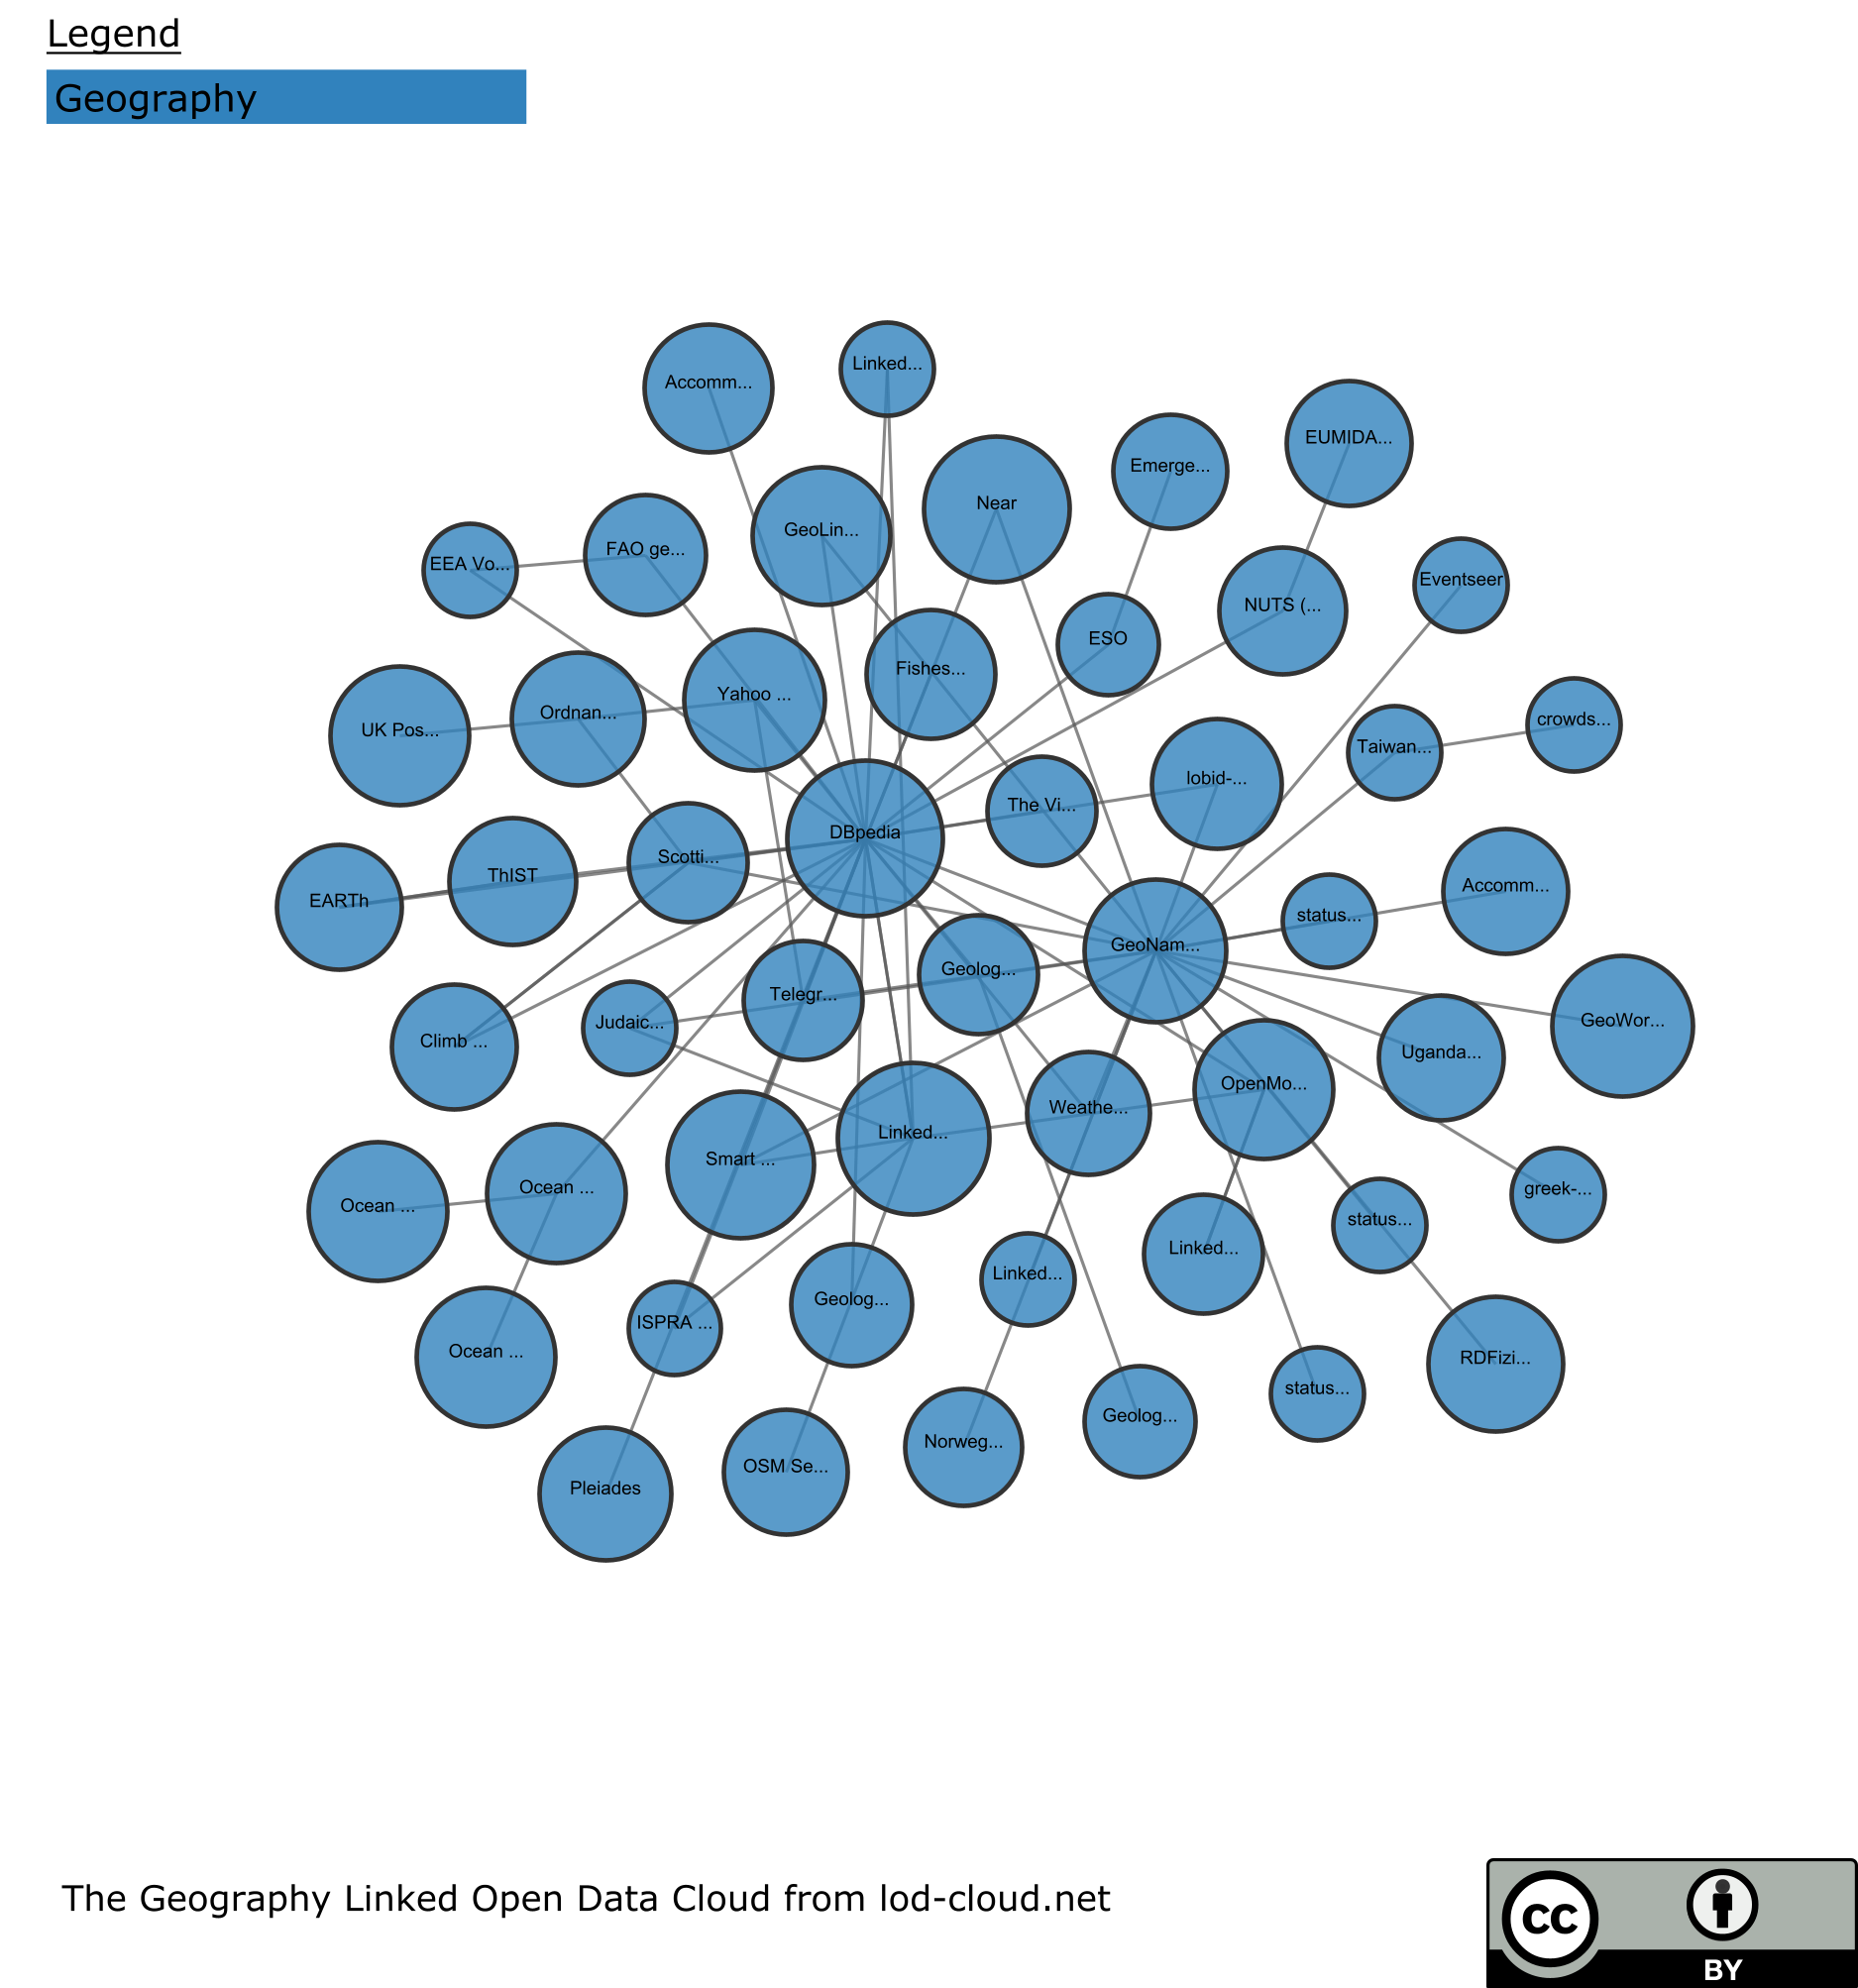 Legend
Geography
Linked...
Accomm...
EUMIDA...
Emerge...
Near
GeoLin...
FAO ge...
EEA Vo...
Eventseer
NUTS (...
ESO
Fishes...
Yahoo ...
Ordnan...
crowds...
UK Pos...
Taiwan...
lobid-...
The Vi...
DBpedia
Scotti...
ThIST
Accomm...
EARTh
status...
GeoNam...
Geolog...
Telegr...
GeoWor...
Judaic...
Climb ...
Uganda...
OpenMo...
Weathe...
Linked...
Smart ...
Ocean ...
greek-...
Ocean ...
status...
Linked...
Linked...
Geolog...
ISPRA ...
Ocean ...
RDFizi...
status...
Geolog...
Norweg...
OSM Se...
Pleiades
The Geography Linked Open Data Cloud from lod-cloud.net
cc
BY